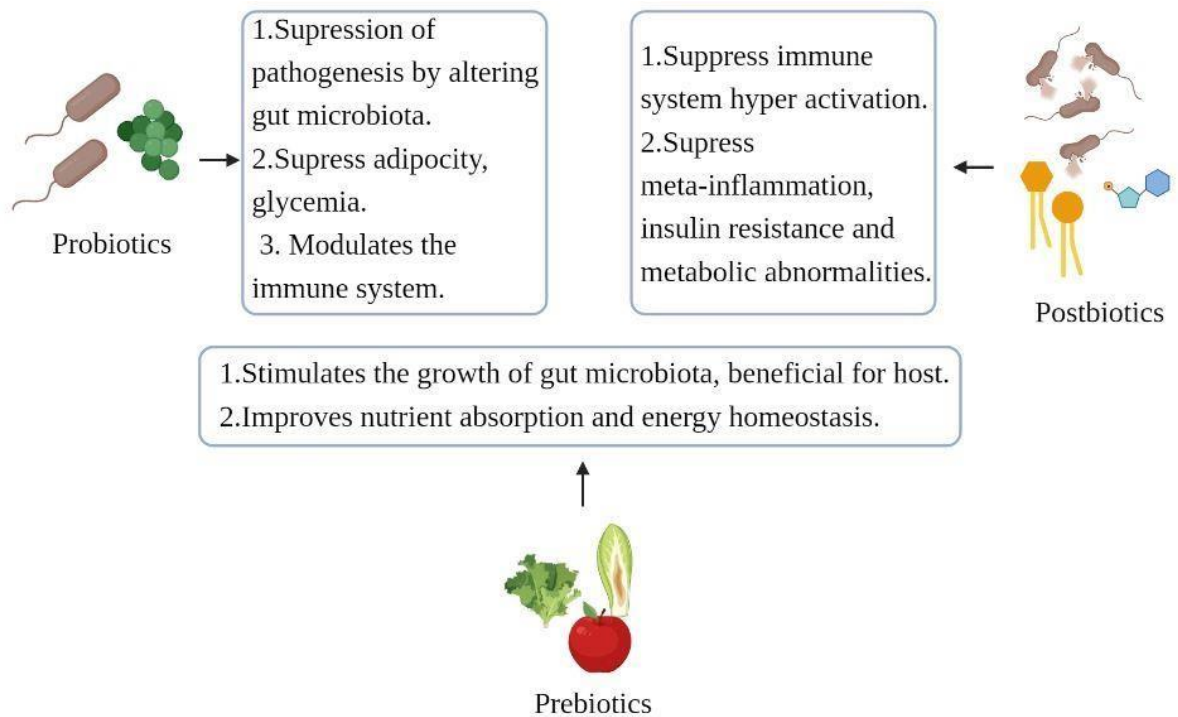 1.Supression of
pathogenesis by altering
gut microbiota.
2.Supress adipocity,
glycemia.
3. Modulates the
immune system.
Probiotics
1.Suppress immune
system hyper activation.
2.Supress
meta-inflammation,
insulin resistance and
metabolic abnormalities.
Postbiotics
1.Stimulates the growth of gut microbiota, beneficial for host.
2.Improves nutrient absorption and energy homeostasis.
Prebiotics